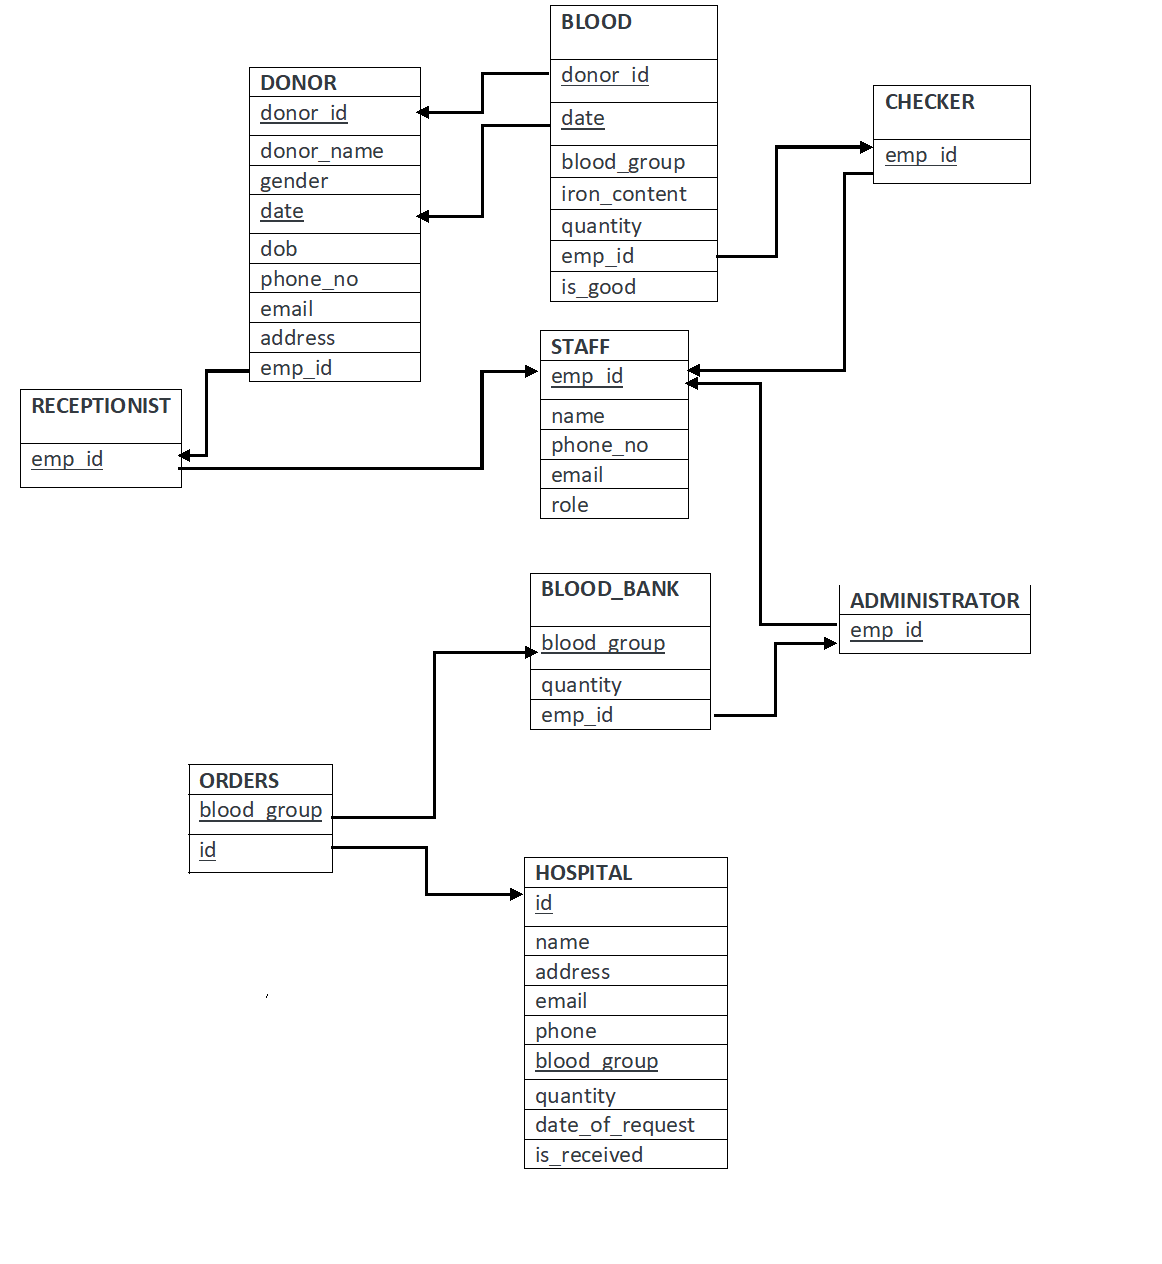 BLOOD
donor_id
date
blood_group
iron_content
quantity
emp_id
is_good
DONOR
donor_id
donor_name
gender
date
dob
phone_no
email
address
emp_id
CHECKER
emp_id
STAFF
emp_id
name
phone_no
email
role
RECEPTIONIST
emp_id
BLOOD_BANK
blood_group
quantity
emp_id
ADMINISTRATOR
emp_id
ORDERS
blood_group
id
HOSPITAL
id
name
address
email
phone
blood_group
quantity
date_of_request
is_received